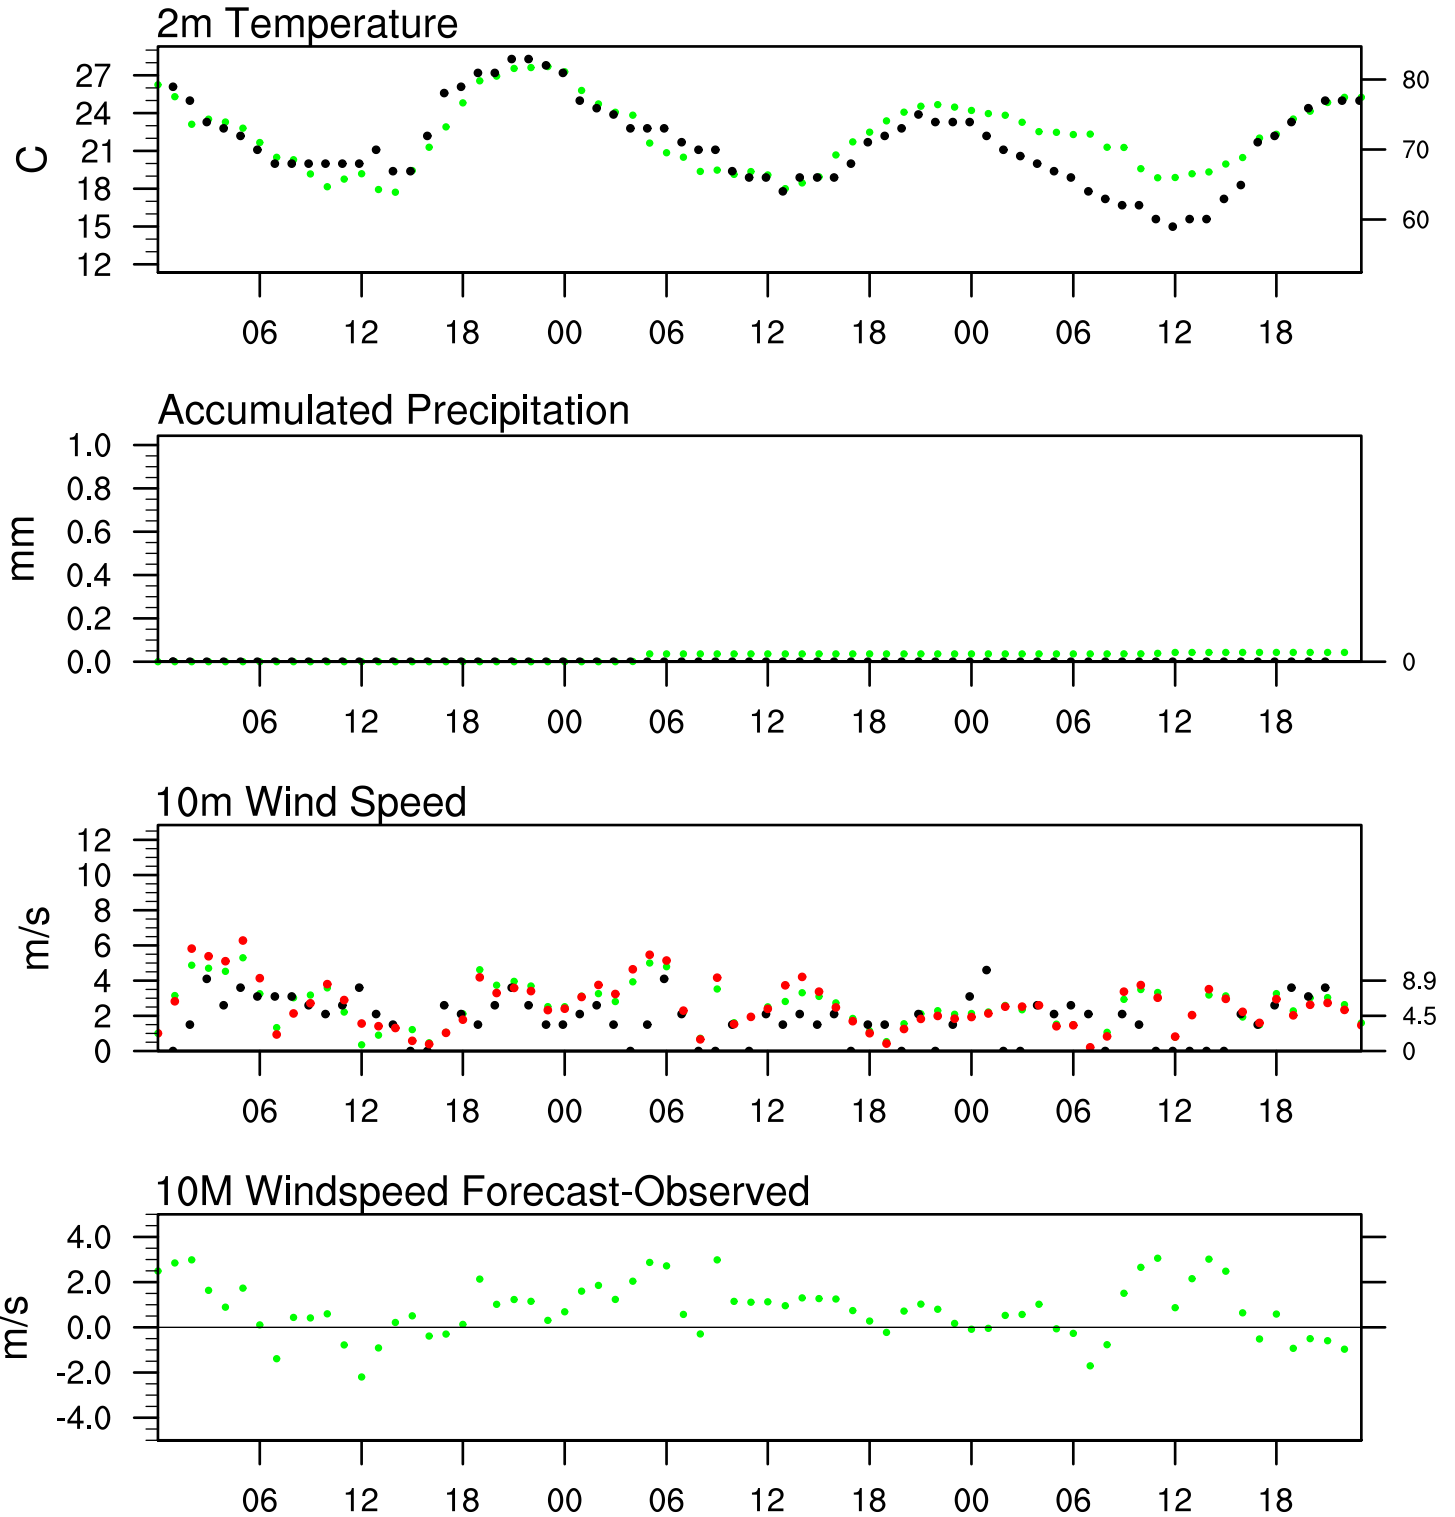 2m Temperature
C
27
24
21
18
15
12
80
70
60
06 12 18 00 06 12 18 00 06 12 18
Accumulated Precipitation
mm
1.0
0.8
0.6
0.4
0.2
0.0
0
06 12 18 00 06 12 18 00 06 12 18
10m Wind Speed
m/s
12
10
8
6
4
2
0
8.9
4.5
0
06 12 18 00 06 12 18 00 06 12 18
10M Windspeed Forecast-Observed
m/s
4.0
2.0
0.0
-2.0
-4.0
06 12 18 00 06 12 18 00 06 12 18